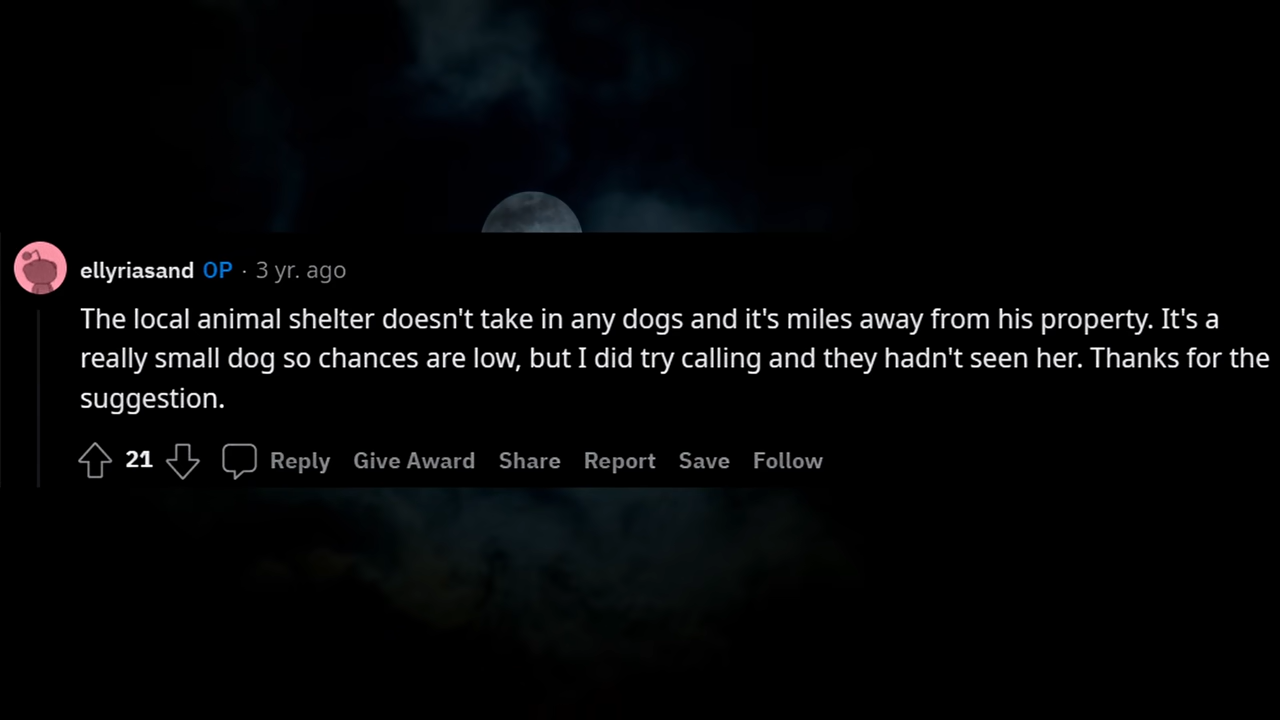 ellyriasand OP · 3 yr. ago
The local animal shelter doesn't take in any dogs and it's miles away from his property. It's a
really small dog so chances are low, but I did try calling and they hadn't seen her. Thanks for the
suggestion.
21 Reply Give Award Share Report Save Follow